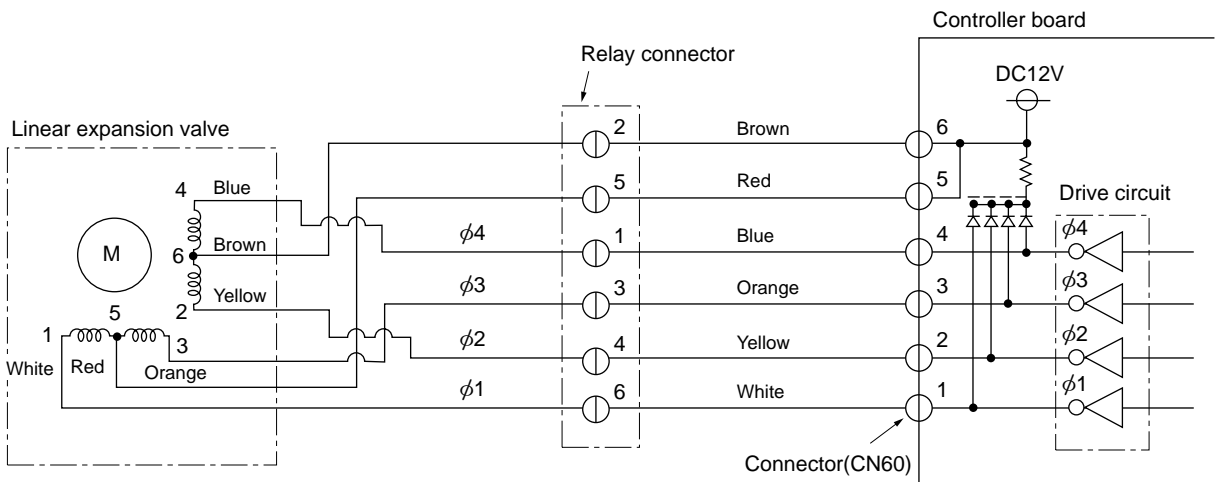 Controller board
Relay connector
DC12V
Linear expansion valve
2 Brown 6
5 Red 5
Drive circuit
4 Blue
ϕ4 1 Blue 4 ϕ4
M
6 Brown
ϕ3 3 Orange 3 ϕ3
2 Yellow
5
1 3
ϕ2 4 Yellow 2 ϕ2
White Red Orange
ϕ1 6 White 1 ϕ1
Connector(CN60)